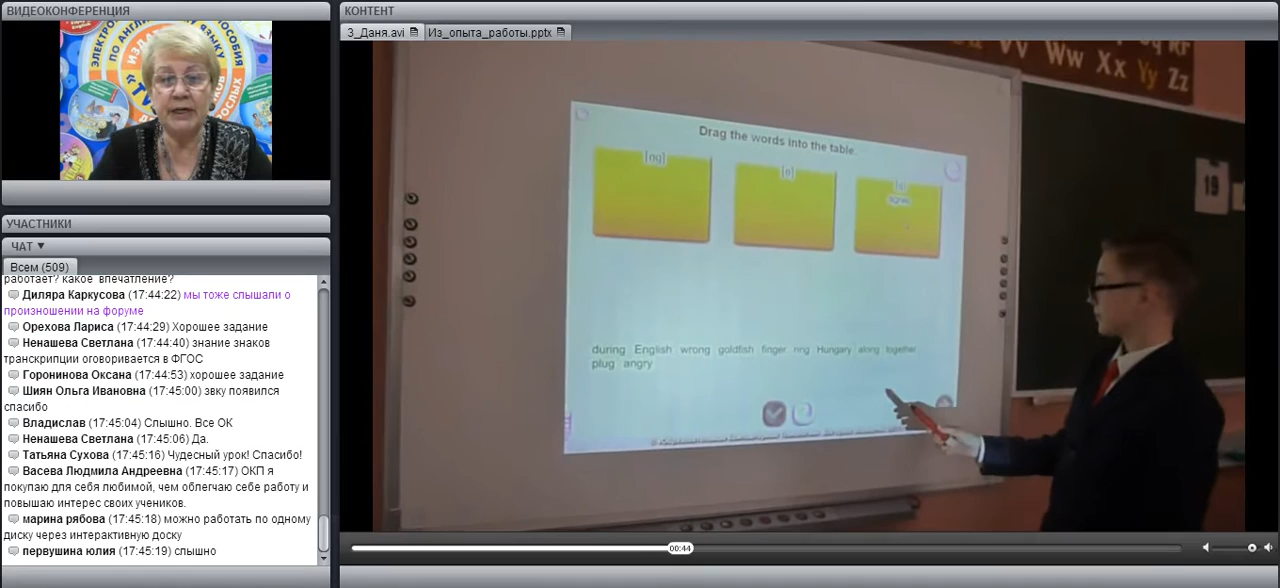 ВИДЕОКОНФЕРЕНЦИЯ
ЭЛЕКТРО
ПО АНГЛИ
ЯЗЫКУ
ПОСОБИЯ
УЧАСТНИКИ
ЧАТ
Всем (509)
работает? какое впечатление?
Диляра Каркусова (17:44:22) мы тоже слышали о
произношении на форуме
Орехова Лариса (17:44:29) Хорошее задание
Ненашева Светлана (17:44:40) знание знаков
транскрипции оговоривается в ФГОС
Горонинова Оксана (17:44:53) хорошее задание
Шиян Ольга Ивановна (17:45:00) звку появился
спасибо
Владислав (17:45:04) Слышно. Все ОК
Ненашева Светлана (17:45:06) Да.
Татьяна Сухова (17:45:16) Чудесный урок! Спасибо!
Васева Людмила Андреевна (17:45:17) ОКП я
покупаю для себя любимой, чем облегчаю себе работу и
повышаю интерес своих учеников.
марина рябова (17:45:18) можно работать по одному
диску через интерактивную доску
первушина юлия (17:45:19) слышно
КОНТЕНТ
3_Даня.avi
Из_опыта_работы.pptx
Vv Ww Xx Yy Zz
19
Drag the words into the table.
agree
during English wrong goldfish finger ring Hungary along together
plug angry
00:44